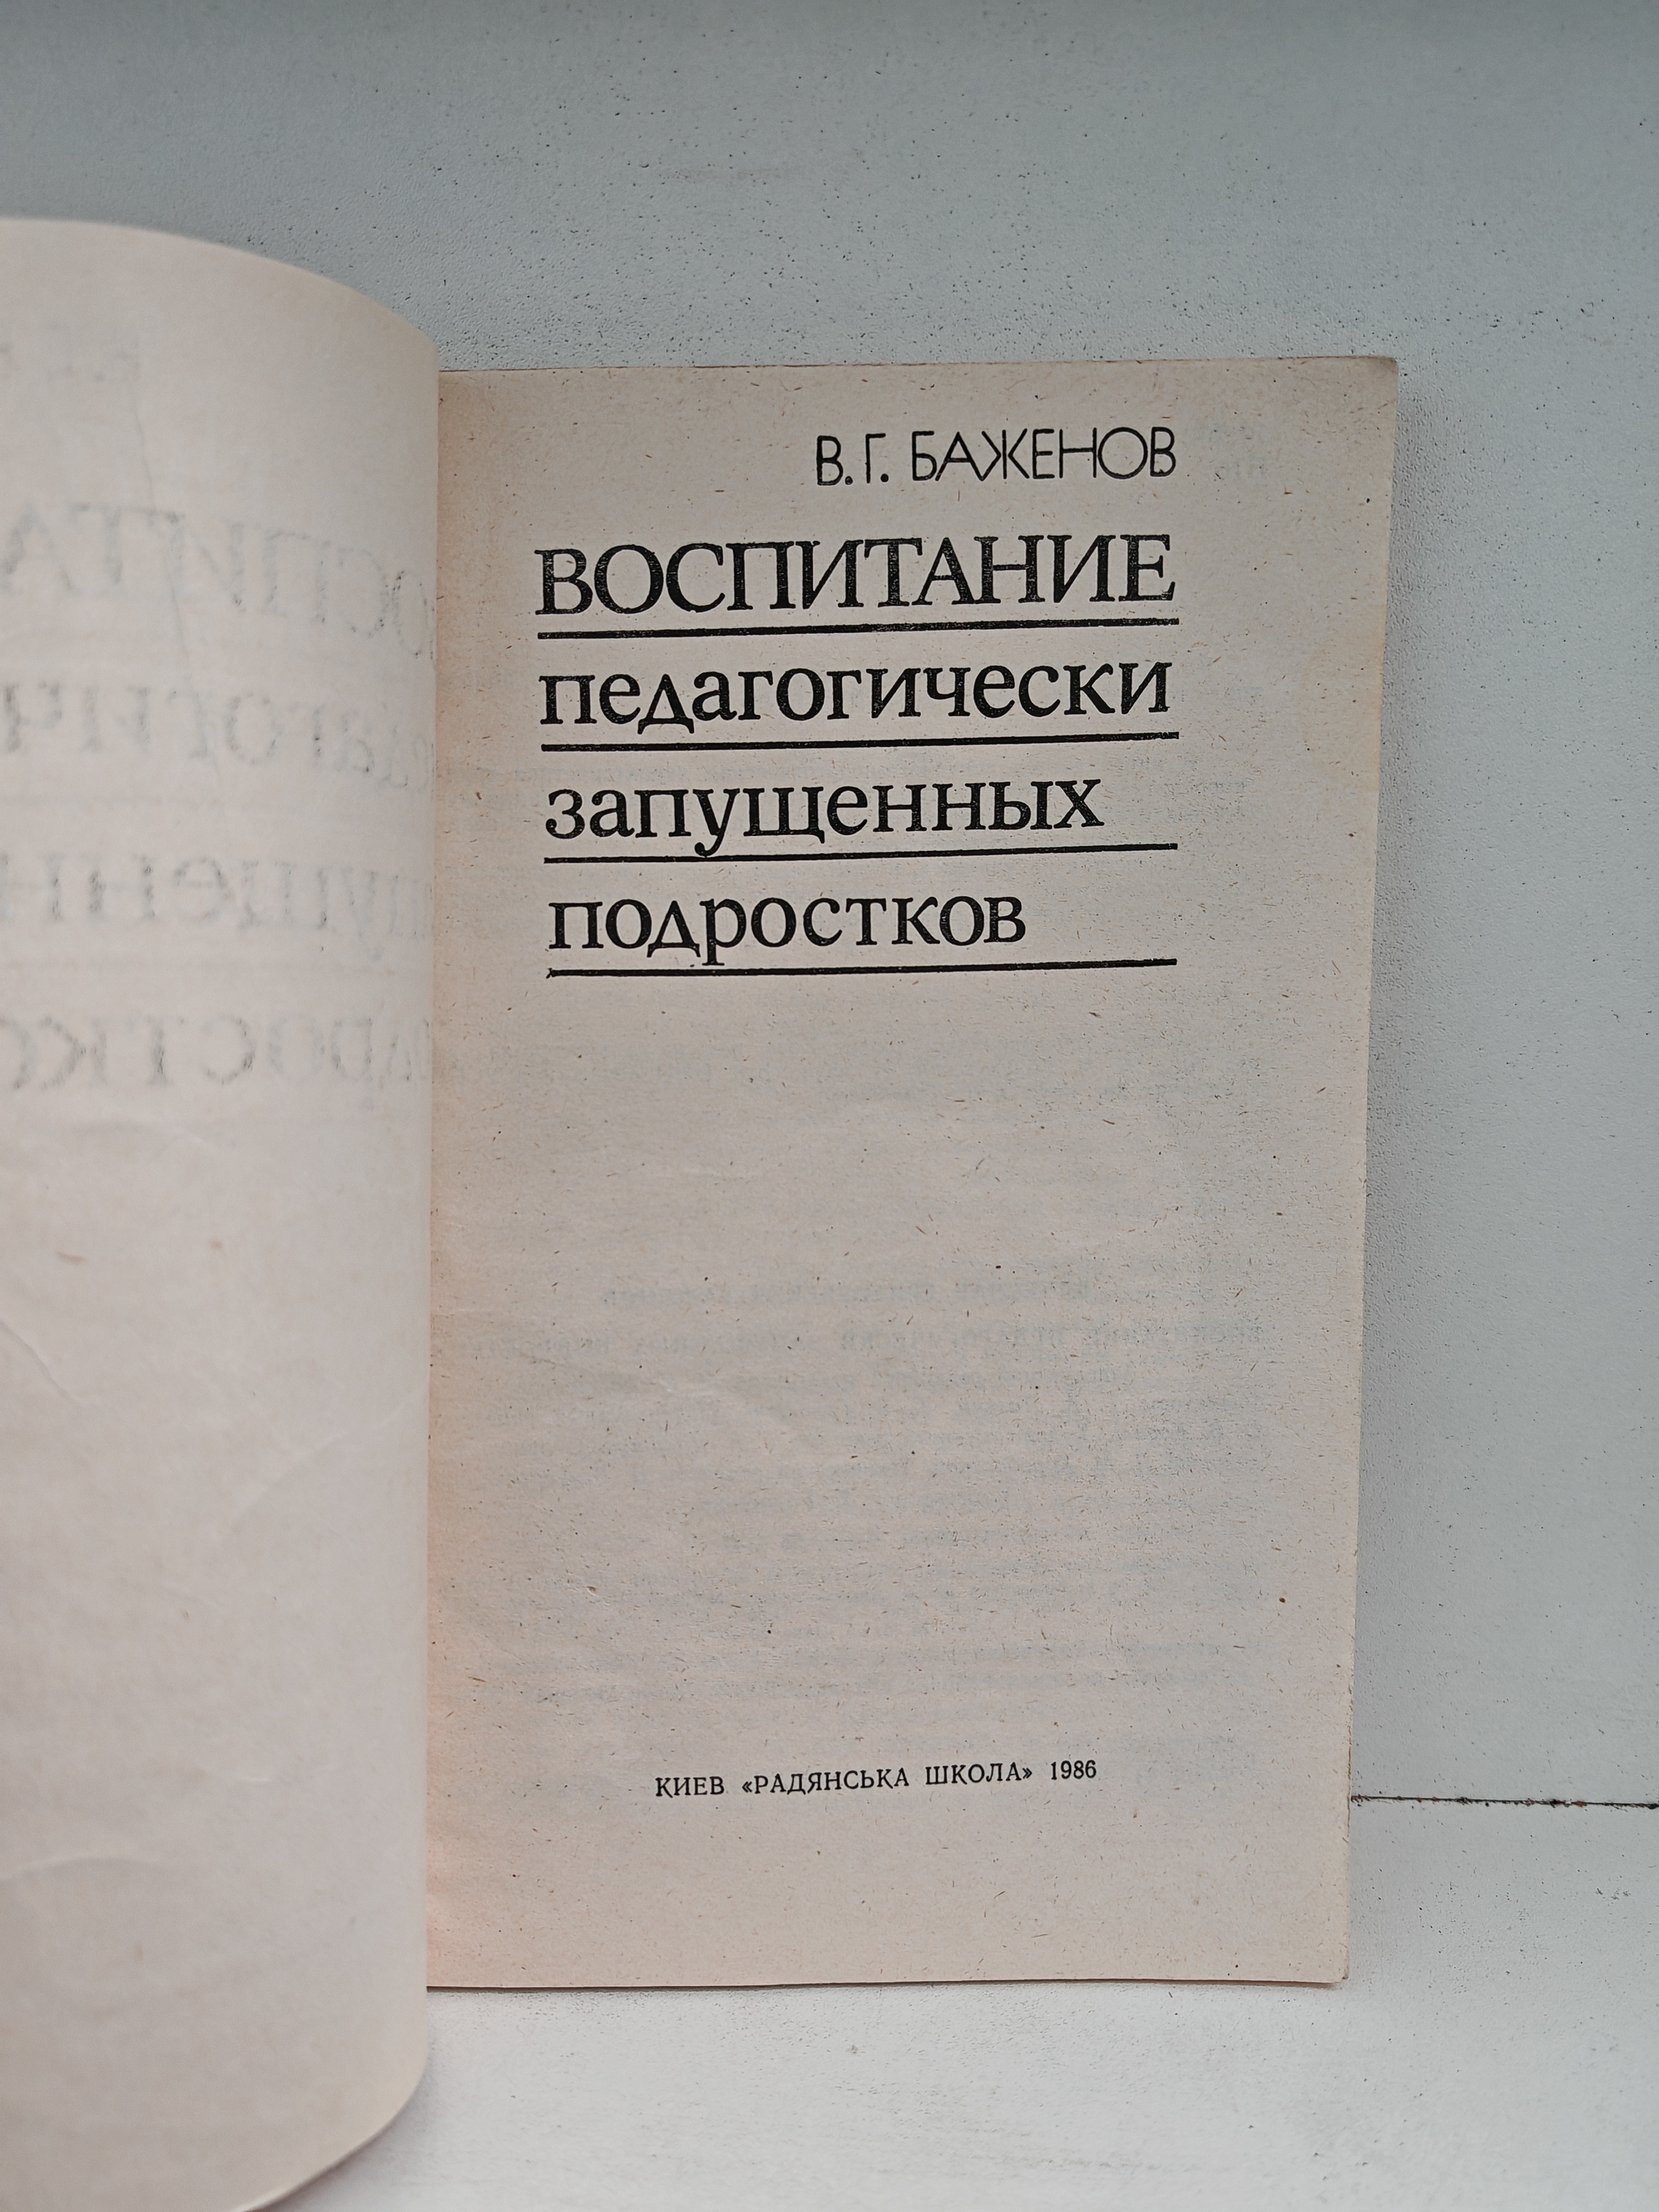 В.Г. БАЖЕНОВ
ВОСПИТАНИЕ
педагогически
запущенных
подростков
КИЕВ «РАДЯНСЬКА ШКОЛА» 1986